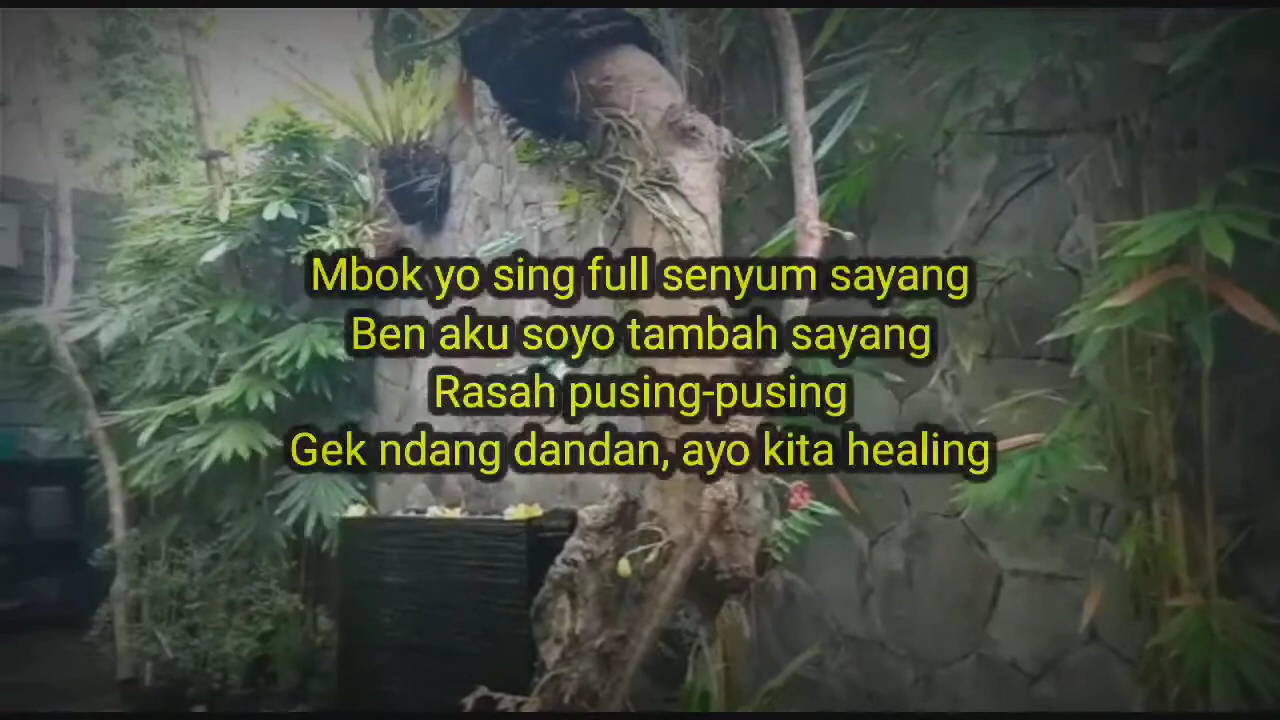 Mbok yo sing full senyum sayang
Ben aku soyo tambah sayang
Rasah pusing-pusing
Gek ndang dandan, ayo kita healing